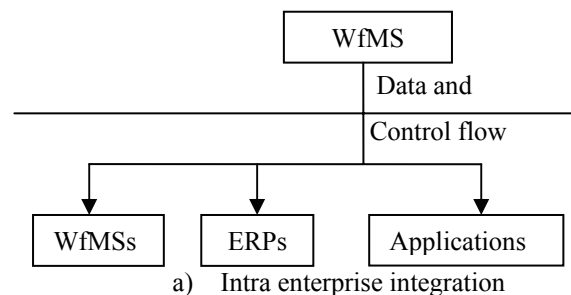 WfMS
Data and
Control flow
WfMSs
ERPs
Applications
a) Intra enterprise integration